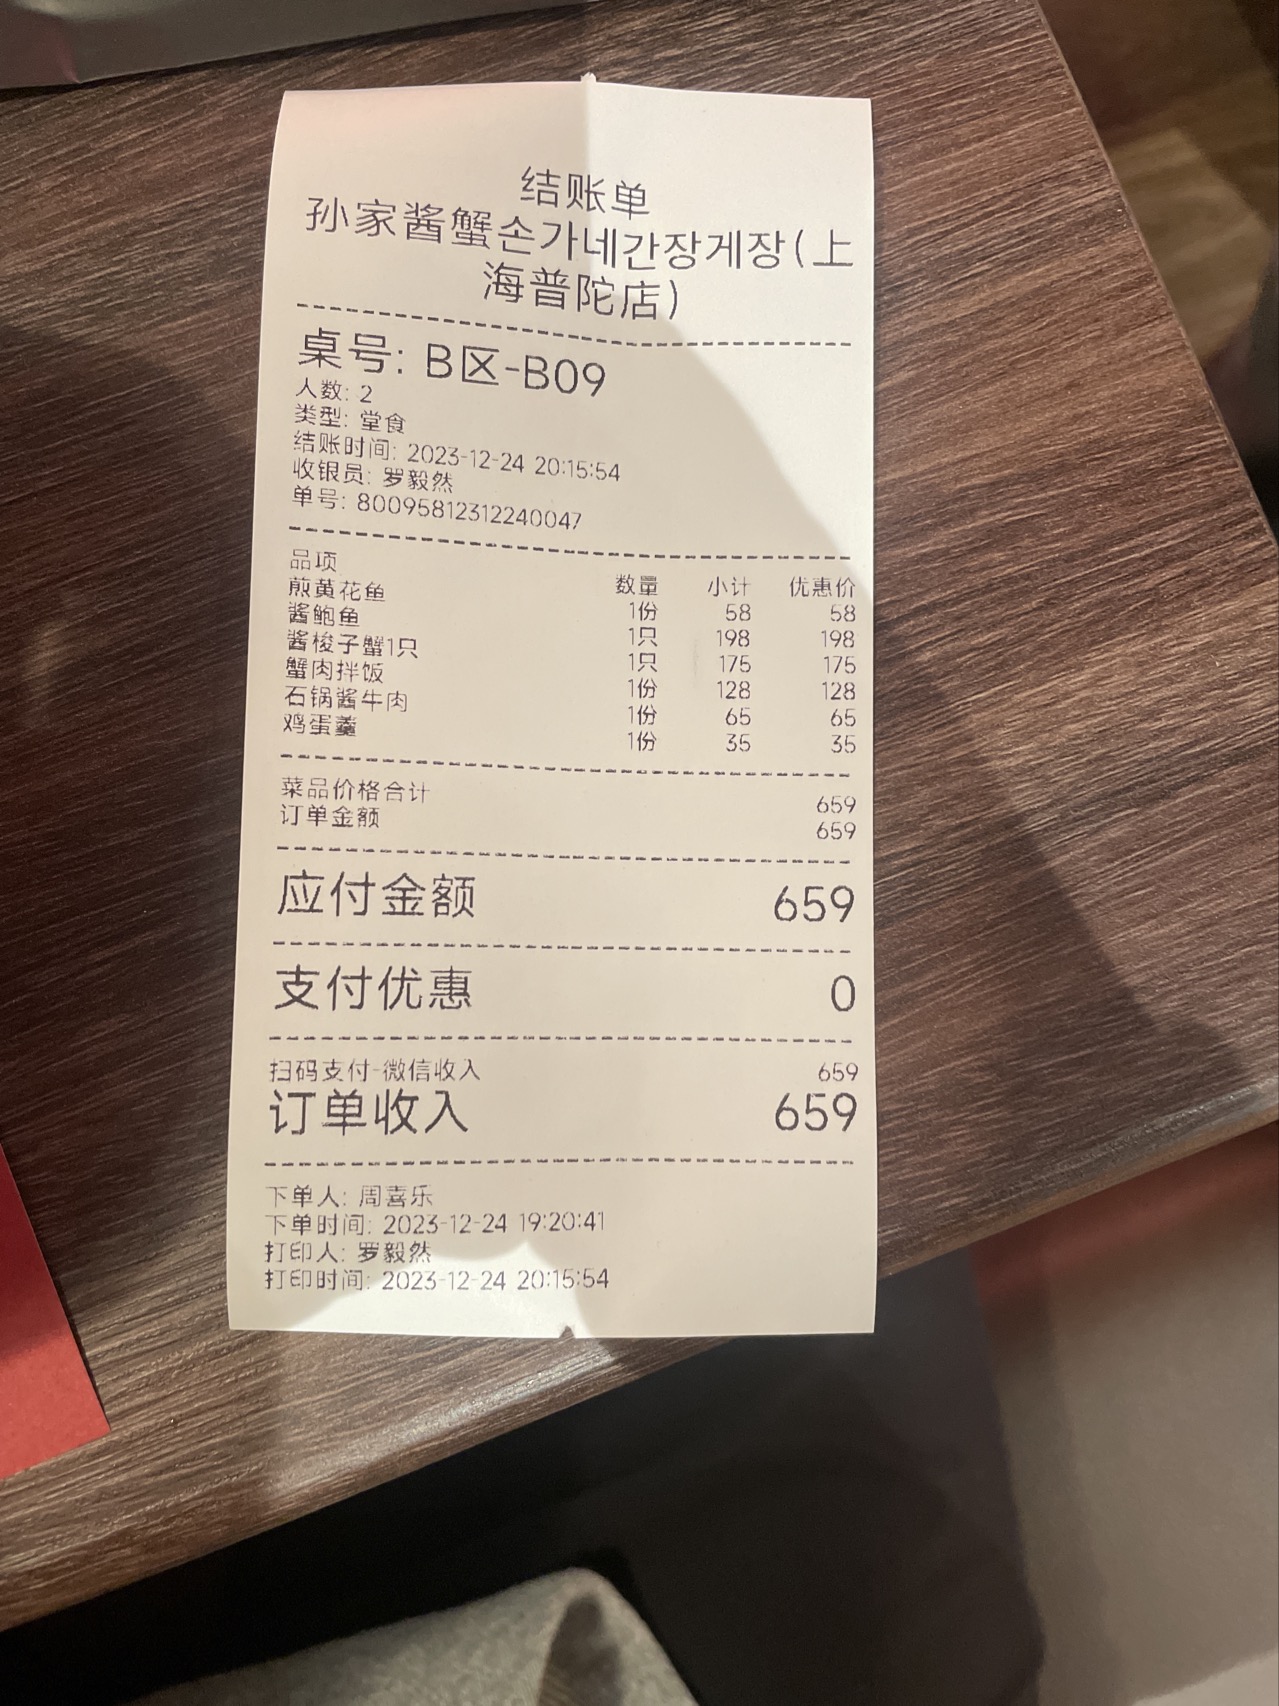 结账单
孙家酱蟹손가네간장게장(上
海普陀店)
桌号: B区-B09
人数: 2
类型: 堂食
结账时间: 2023-12-24 20:15:54
收银员: 罗毅然
单号: 80095812312240047
品项 数量 小计 优惠价
煎黄花鱼 1份 58 58
酱鲍鱼 1只 198 198
酱梭子蟹1只 1只 175 175
蟹肉拌饭 1份 128 128
石锅酱牛肉 1份 65 65
鸡蛋羹 1份 35 35
菜品价格合计 659
订单金额 659
应付金额 659
支付优惠 0
扫码支付-微信收入 659
订单收入 659
下单人: 周喜乐
下单时间: 2023-12-24 19:20:41
打印人: 罗毅然
打印时间: 2023-12-24 20:15:54